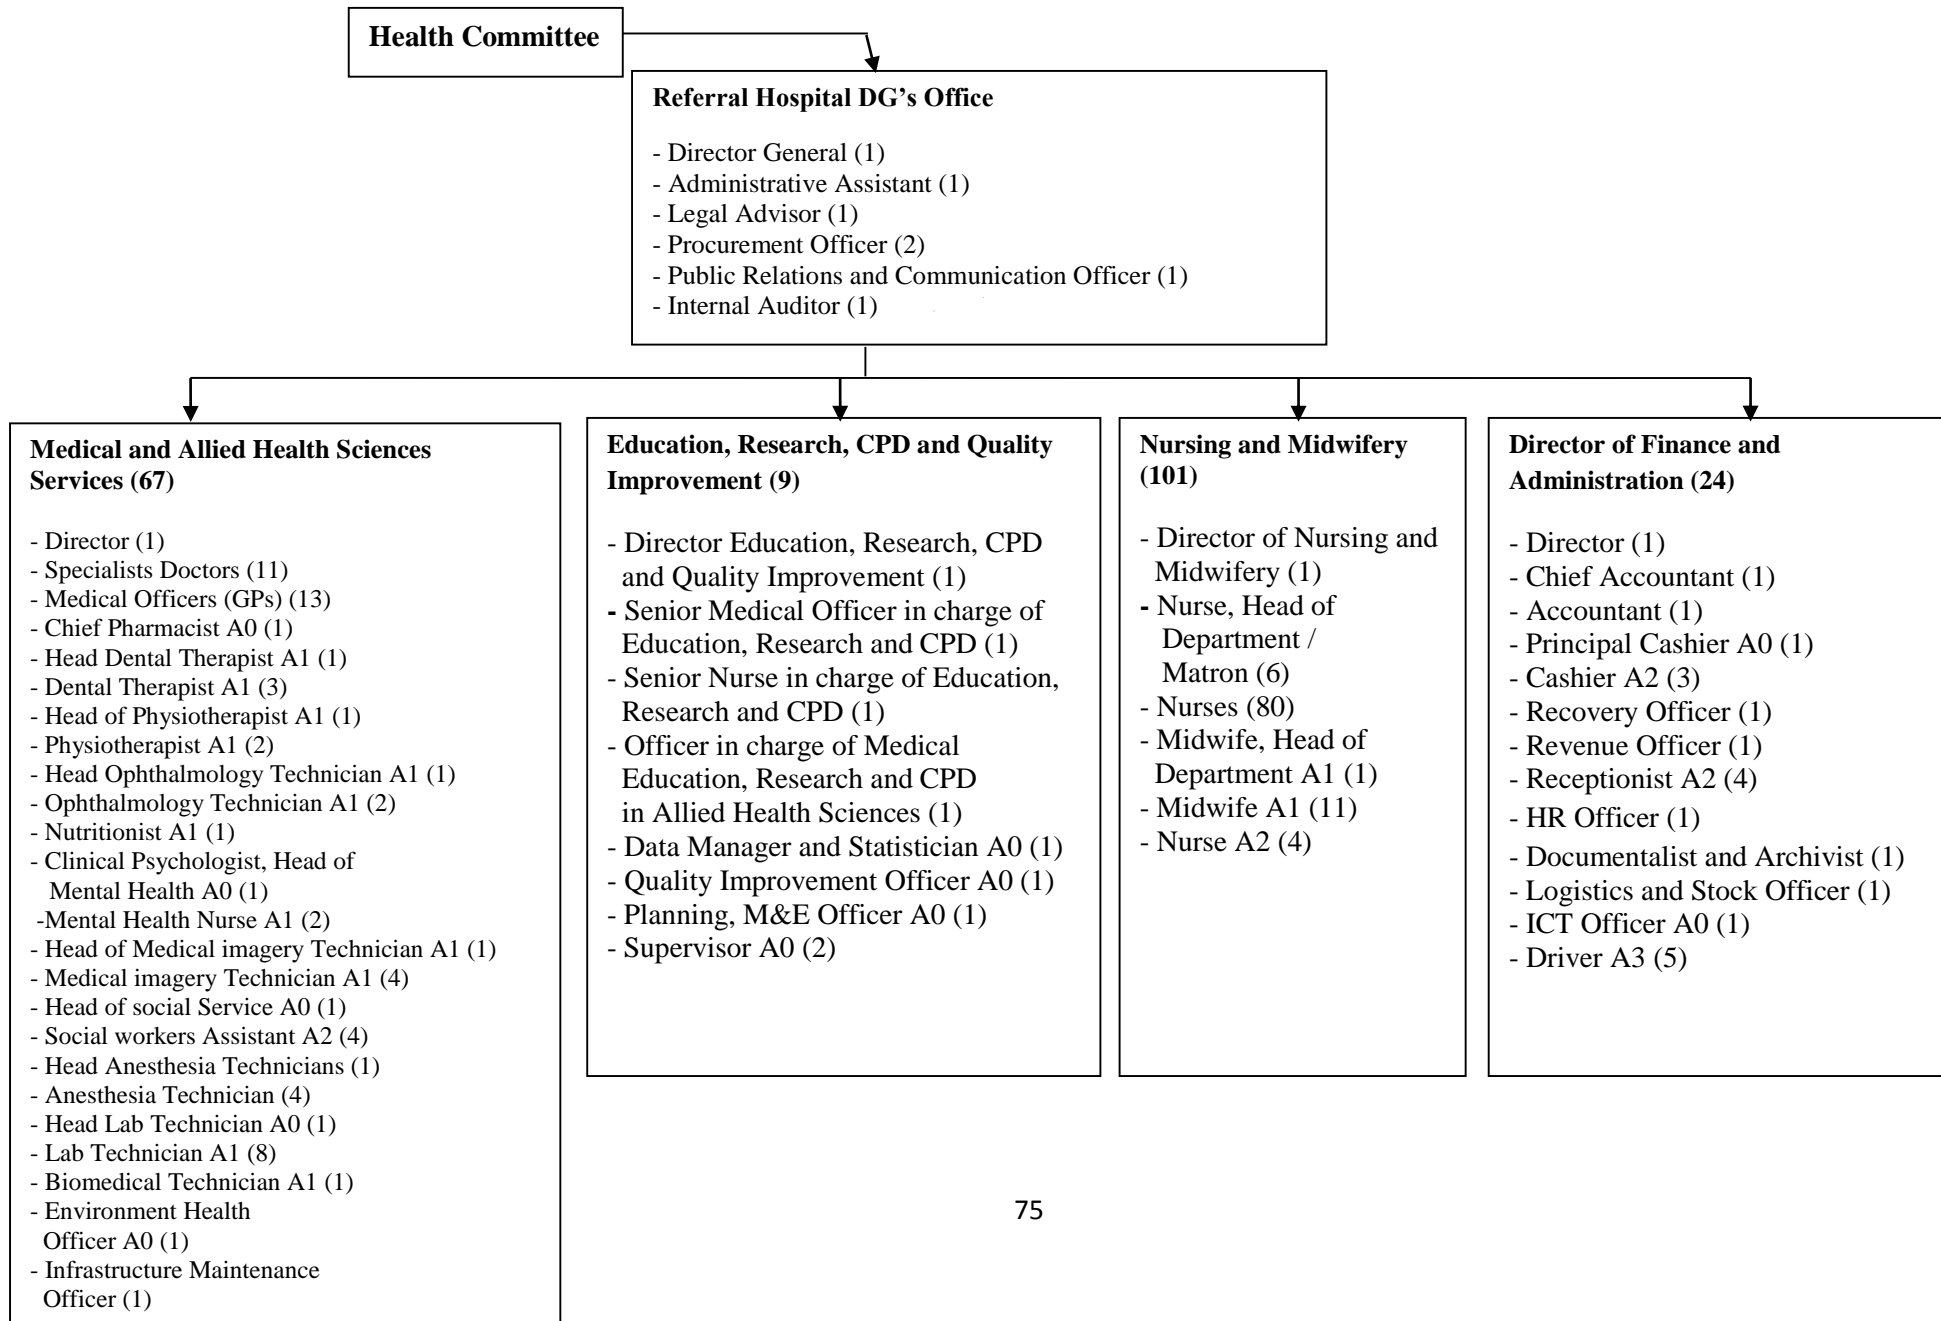 Health Committee
Referral Hospital DG’s Office
- Director General (1)
- Administrative Assistant (1)
- Legal Advisor (1)
- Procurement Officer (2)
- Public Relations and Communication Officer (1)
- Internal Auditor (1)
Medical and Allied Health Sciences
Services (67)
- Director (1)
- Specialists Doctors (11)
- Medical Officers (GPs) (13)
- Chief Pharmacist A0 (1)
- Head Dental Therapist A1 (1)
- Dental Therapist A1 (3)
- Head of Physiotherapist A1 (1)
- Physiotherapist A1 (2)
- Head Ophthalmology Technician A1 (1)
- Ophthalmology Technician A1 (2)
- Nutritionist A1 (1)
- Clinical Psychologist, Head of
Mental Health A0 (1)
-Mental Health Nurse A1 (2)
- Head of Medical imagery Technician A1 (1)
- Medical imagery Technician A1 (4)
- Head of social Service A0 (1)
- Social workers Assistant A2 (4)
- Head Anesthesia Technicians (1)
- Anesthesia Technician (4)
- Head Lab Technician A0 (1)
- Lab Technician A1 (8)
- Biomedical Technician A1 (1)
- Environment Health
Officer A0 (1)
- Infrastructure Maintenance
Officer (1)
Education, Research, CPD and Quality
Improvement (9)
- Director Education, Research, CPD
and Quality Improvement (1)
- Senior Medical Officer in charge of
Education, Research and CPD (1)
- Senior Nurse in charge of Education,
Research and CPD (1)
- Officer in charge of Medical
Education, Research and CPD
in Allied Health Sciences (1)
- Data Manager and Statistician A0 (1)
- Quality Improvement Officer A0 (1)
- Planning, M&E Officer A0 (1)
- Supervisor A0 (2)
Nursing and Midwifery
(101)
- Director of Nursing and
Midwifery (1)
- Nurse, Head of
Department /
Matron (6)
- Nurses (80)
- Midwife, Head of
Department A1 (1)
- Midwife A1 (11)
- Nurse A2 (4)
Director of Finance and
Administration (24)
- Director (1)
- Chief Accountant (1)
- Accountant (1)
- Principal Cashier A0 (1)
- Cashier A2 (3)
- Recovery Officer (1)
- Revenue Officer (1)
- Receptionist A2 (4)
- HR Officer (1)
- Documentalist and Archivist (1)
- Logistics and Stock Officer (1)
- ICT Officer A0 (1)
- Driver A3 (5)
75